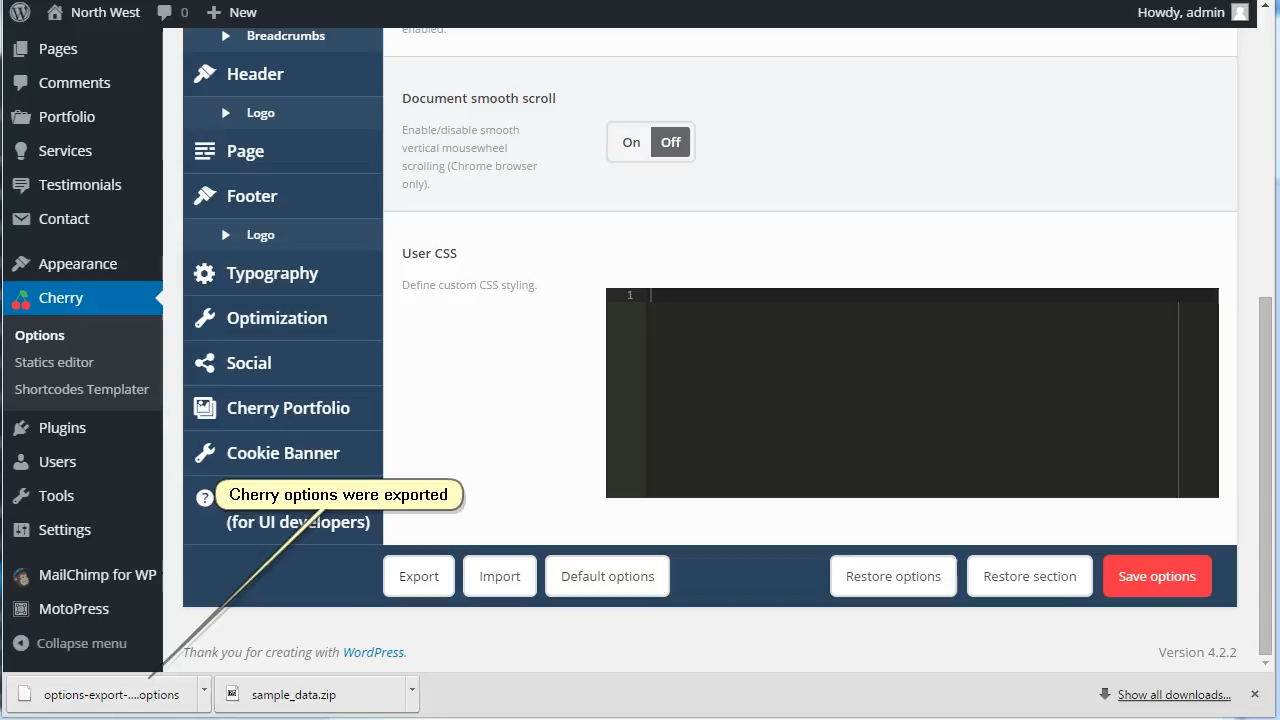 North West
0
New
Howdy, admin
Pages
Comments
Portfolio
Services
Testimonials
Contact
Appearance
Cherry
Options
Statics editor
Shortcodes Templater
Plugins
Users
Tools
Settings
MailChimp for WP
MotoPress
Collapse menu
Breadcrumbs
Header
Logo
Page
Footer
Logo
Typography
Optimization
Social
Cherry Portfolio
Cookie Banner
Cherry options were exported
(for UI developers)
enabled.
Document smooth scroll
Enable/disable smooth
vertical mousewheel
scrolling (Chrome browser
only).
On
Off
User CSS
Define custom CSS styling.
1
Export
Import
Default options
Restore options
Restore section
Save options
Thank you for creating with WordPress.
Version 4.2.2
options-export-....options
sample_data.zip
Show all downloads...